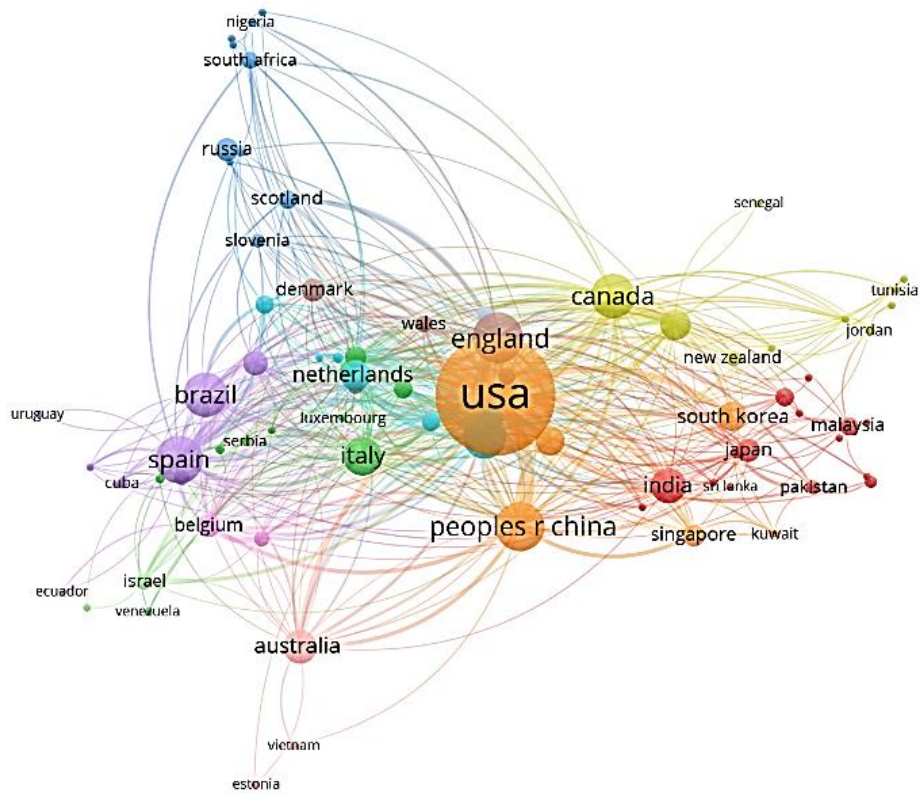 nigeria
south africa
russia
scotland
senegal
slovenia
denmark
canada
tunisia
wales
england
jordan
new zealand
netherlands
brazil
usa
uruguay
luxembourg
south korea
malaysia
serbia
spain
italy
japan
cuba
india
sri lanka
pakistan
belgium
peoples r china
singapore
kuwait
israel
ecuador
venezuela
australia
vietnam
estonia